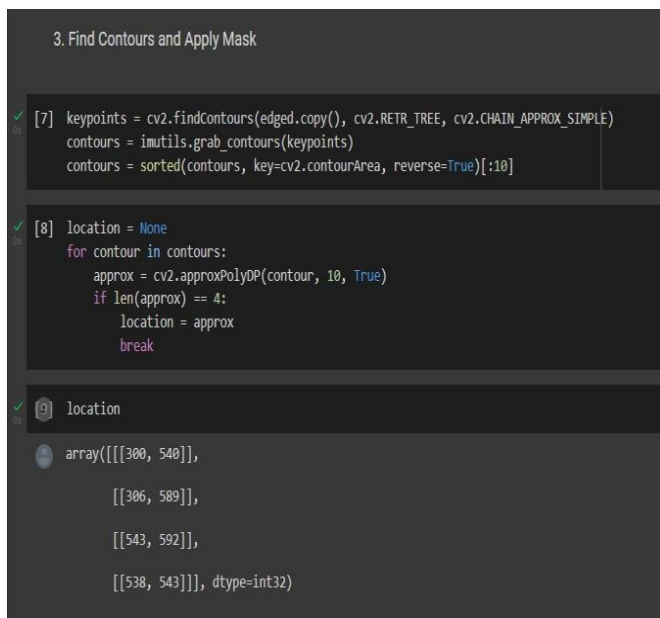 3. Find Contours and Apply Mask
[7] keypoints = cv2.findContours(edged.copy(), cv2.RETR_TREE, cv2.CHAIN_APPROX_SIMPLE)
contours = imutils.grab_contours(keypoints)
contours = sorted(contours, key=cv2.contourArea, reverse=True)[:10]
0s
[8] location = None
for contour in contours:
    approx = cv2.approxPolyDP(contour, 10, True)
    if len(approx) == 4:
        location = approx
        break
0s
[9] location
0s
array([[[300, 540]],
       [[306, 589]],
       [[543, 592]],
       [[538, 543]]], dtype=int32)